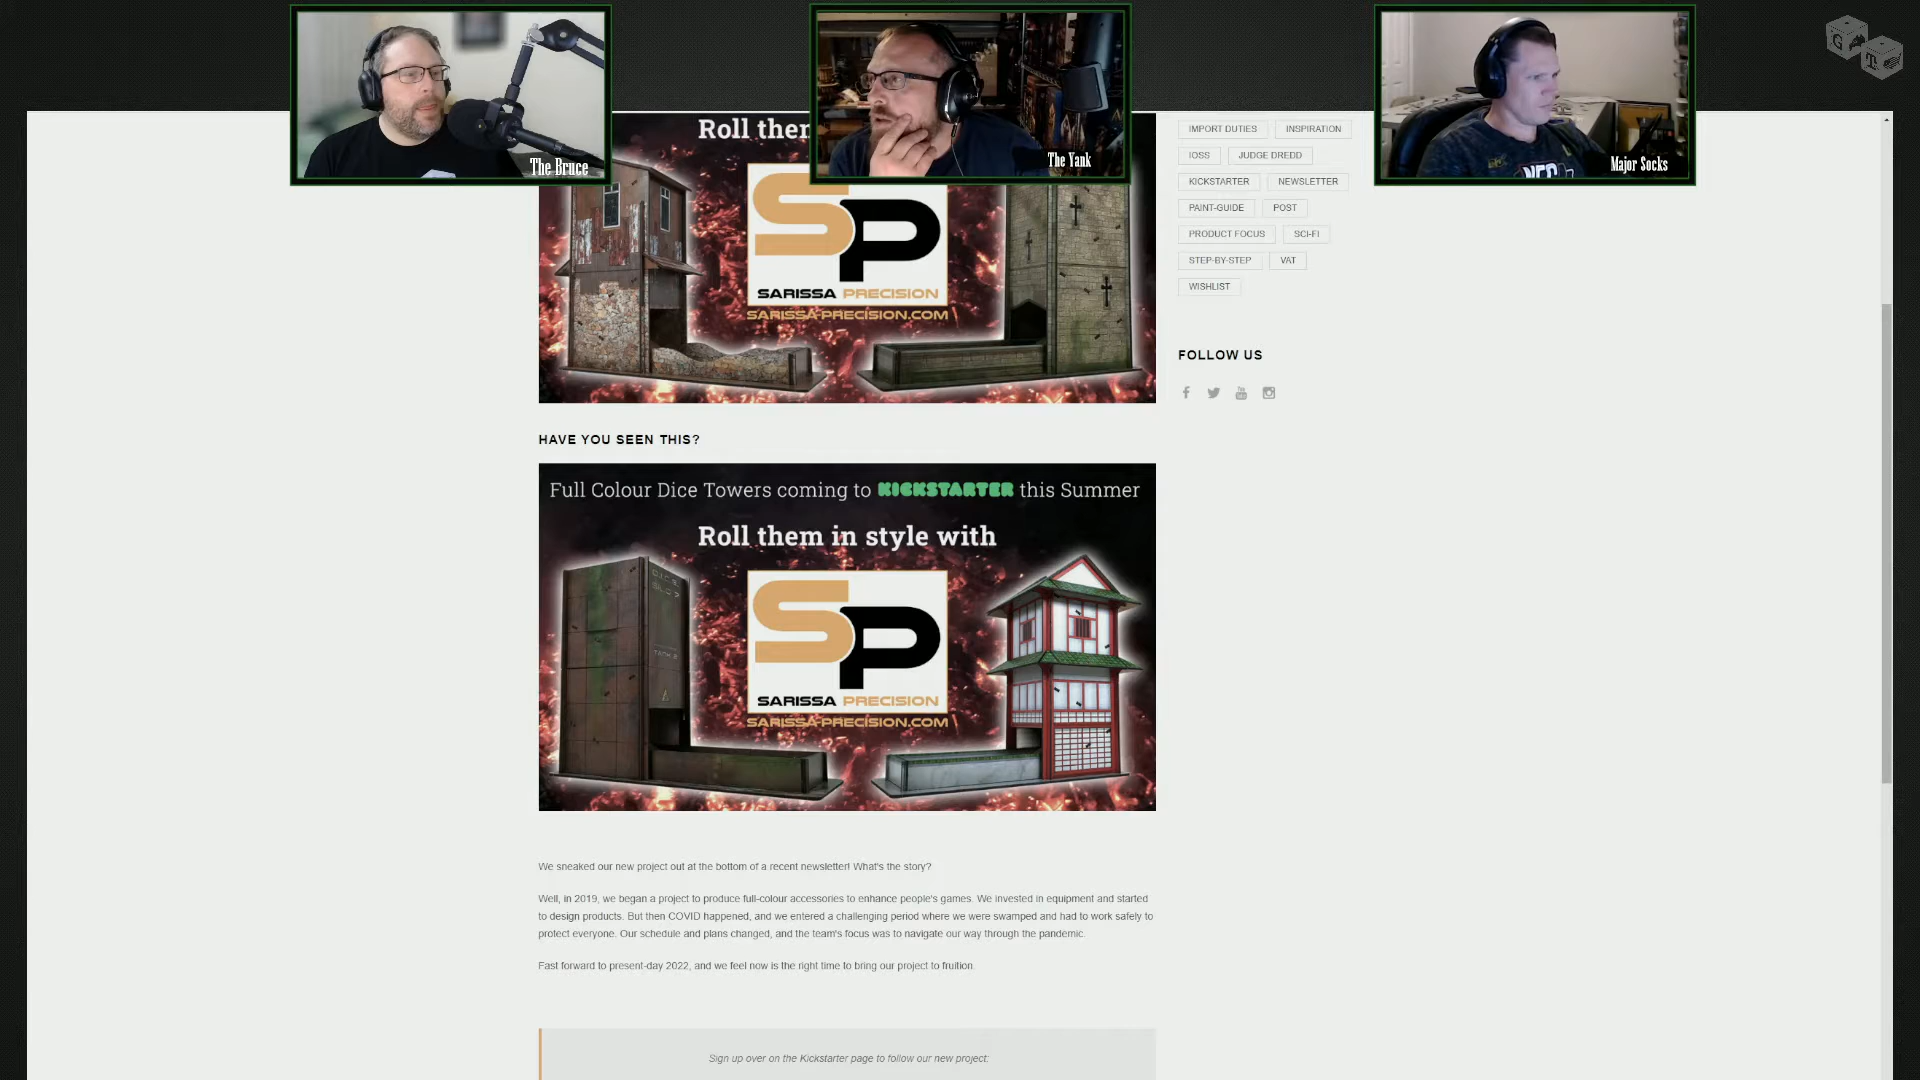 The Bruce
The Yank
Major Socks
G
T
Roll them
SP
SARISSA PRECISION
SARISSA-PRECISION.COM
IMPORT DUTIES
INSPIRATION
IOSS
JUDGE DREDD
KICKSTARTER
NEWSLETTER
PAINT-GUIDE
POST
PRODUCT FOCUS
SCI-FI
STEP-BY-STEP
VAT
WISHLIST
FOLLOW US
HAVE YOU SEEN THIS?
Full Colour Dice Towers coming to KICKSTARTER this Summer
Roll them in style with
SP
SARISSA PRECISION
SARISSA-PRECISION.COM
We sneaked our new project out at the bottom of a recent newsletter! What's the story?
Well, in 2019, we began a project to produce full-colour accessories to enhance people's games. We invested in equipment and started
to design products. But then COVID happened, and we entered a challenging period where we were swamped and had to work safely to
protect everyone. Our schedule and plans changed, and the team's focus was to navigate our way through the pandemic.
Fast forward to present-day 2022, and we feel now is the right time to bring our project to fruition.
Sign up over on the Kickstarter page to follow our new project: